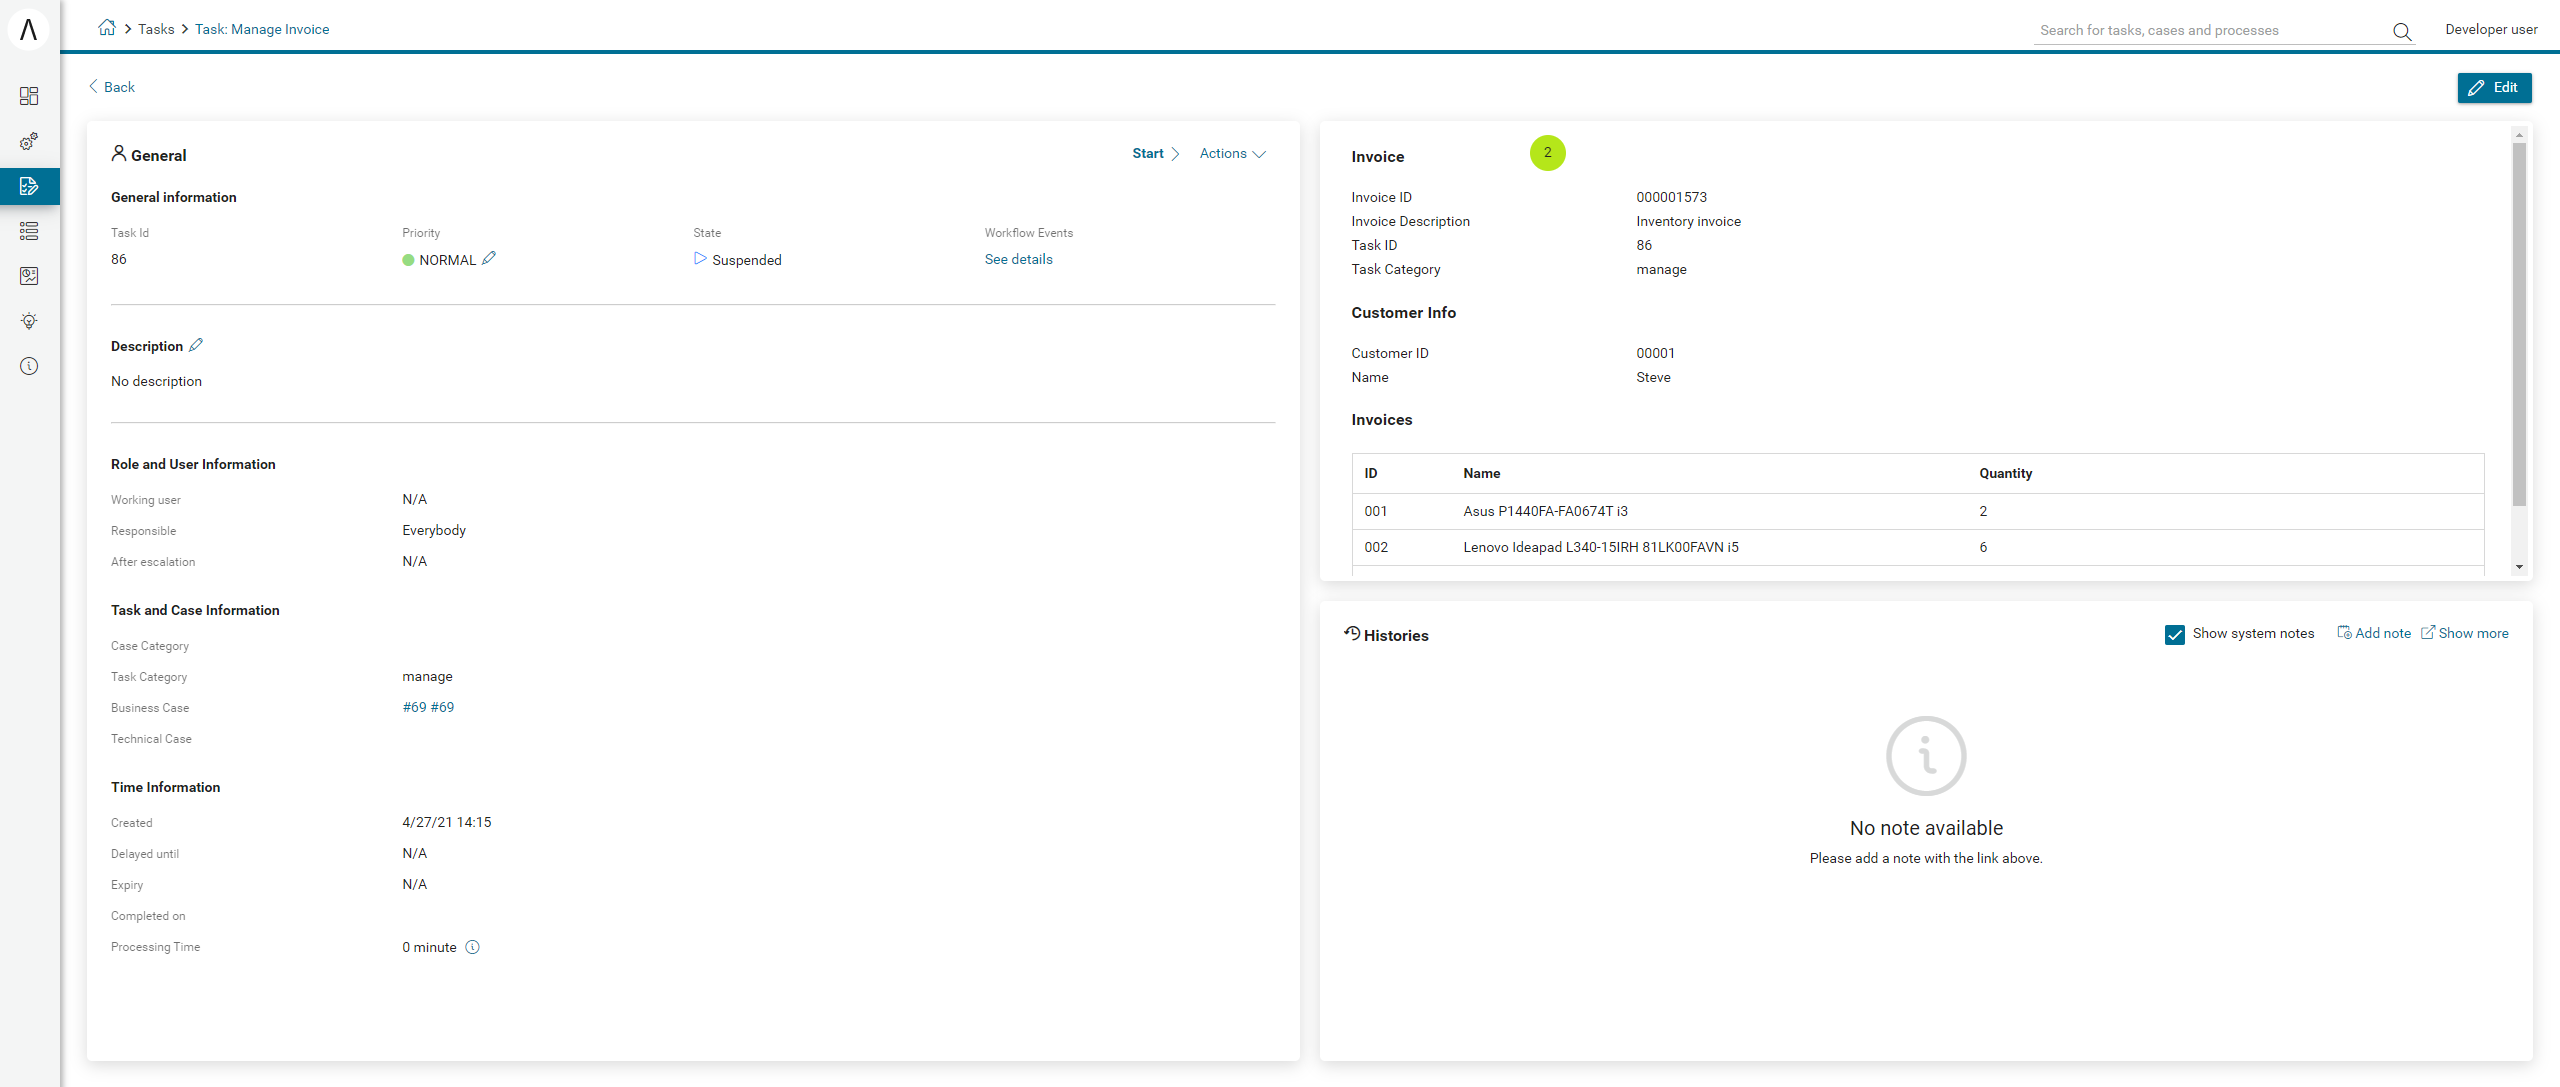 Tasks > Task: Manage Invoice
Search for tasks, cases and processes
Developer user
Back
Edit
General
Start
Actions
General information
Task Id
Priority
State
Workflow Events
86
NORMAL
Suspended
See details
Description
No description
Role and User Information
Working user
N/A
Responsible
Everybody
After escalation
N/A
Task and Case Information
Case Category
Task Category
manage
Business Case
#69 #69
Technical Case
Time Information
Created
4/27/21 14:15
Delayed until
N/A
Expiry
N/A
Completed on
Processing Time
0 minute
Invoice
2
Invoice ID
000001573
Invoice Description
Inventory invoice
Task ID
86
Task Category
manage
Customer Info
Customer ID
00001
Name
Steve
Invoices
ID
Name
Quantity
001
Asus P1440FA-FA0674T i3
2
002
Lenovo Ideapad L340-15IRH 81LK00FAVN i5
6
Histories
Show system notes
Add note
Show more
No note available
Please add a note with the link above.